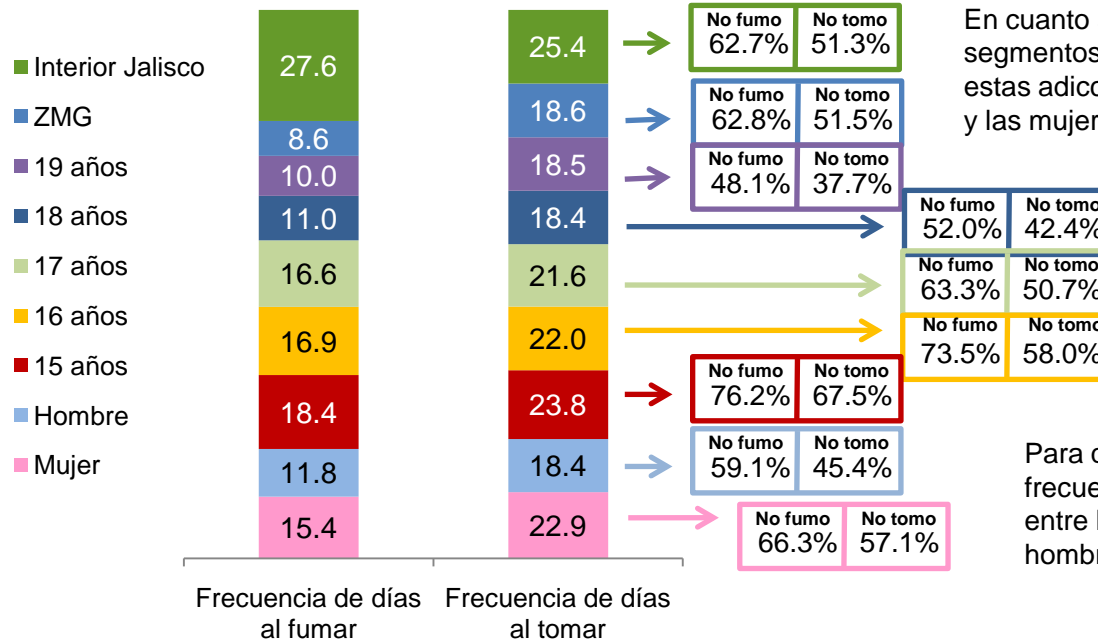 Interior Jalisco
ZMG
19 años
18 años
17 años
16 años
15 años
Hombre
Mujer
27.6
8.6
10.0
11.0
16.6
16.9
18.4
11.8
15.4
Frecuencia de días
al fumar
25.4
18.6
18.5
18.4
21.6
22.0
23.8
18.4
22.9
Frecuencia de días
al tomar
No fumo No tomo
62.7% 51.3%
No fumo No tomo
62.8% 51.5%
No fumo No tomo
48.1% 37.7%
No fumo No tomo
52.0% 42.4%
No fumo No tomo
63.3% 50.7%
No fumo No tomo
73.5% 58.0%
No fumo No tomo
76.2% 67.5%
No fumo No tomo
59.1% 45.4%
No fumo No tomo
66.3% 57.1%
En cuanto
segmentos
estas
y las
Para
entre